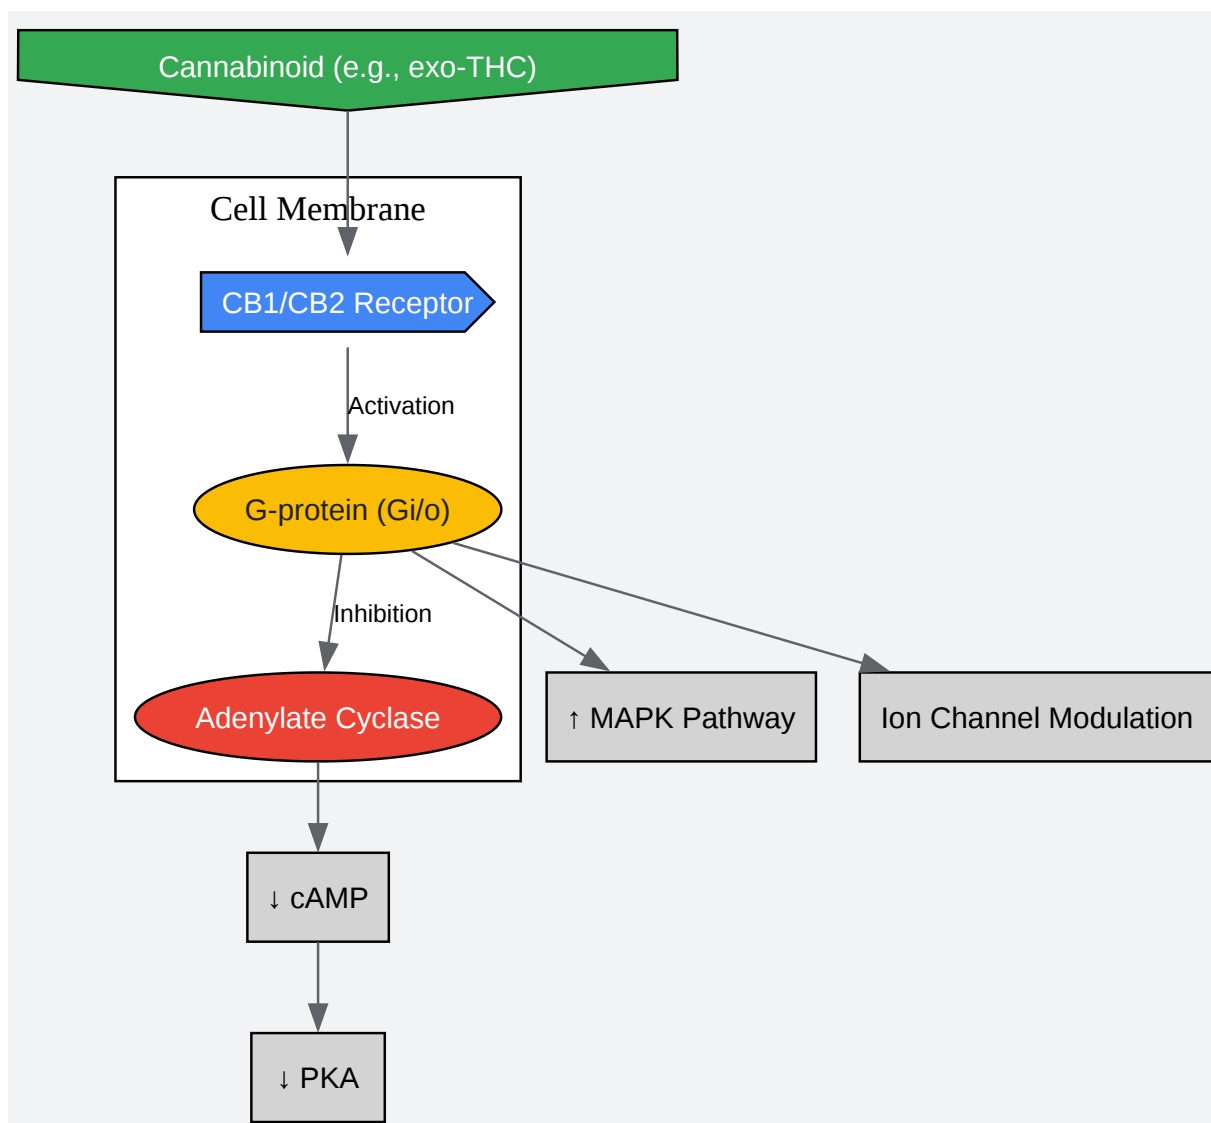 Cannabinoid (e.g., exo-THC)
Cell Membrane
CB1/CB2 Receptor
Activation
G-protein (Gi/o)
Inhibition
Adenylate Cyclase
↑ MAPK Pathway
Ion Channel Modulation
↓ cAMP
↓ PKA